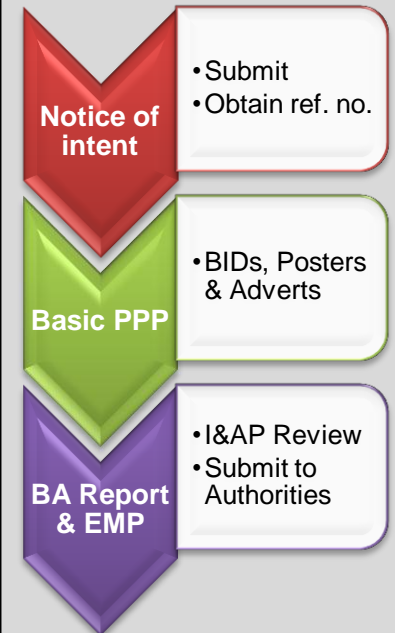 Notice of
intent
•Submit
•Obtain ref. no.
Basic PPP
•BIDs, Posters
& Adverts
BA Report
& EMP
•I&AP Review
•Submit to
Authorities